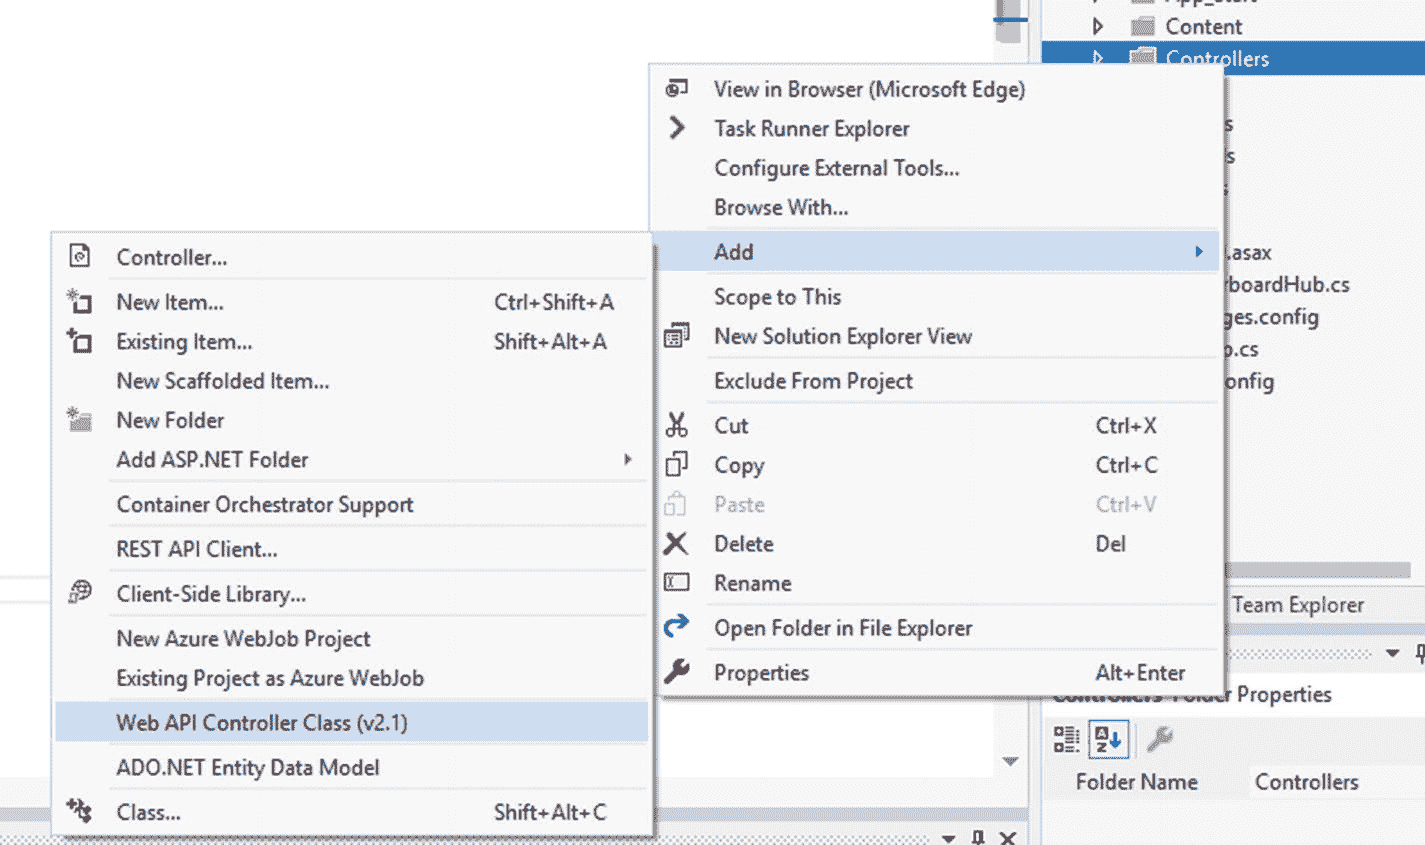 Content
Controllers
View in Browser (Microsoft Edge)
Task Runner Explorer
Configure External Tools...
Browse With...
Add
Scope to This
New Solution Explorer View
Exclude From Project
Cut Ctrl+X
Copy Ctrl+C
Paste Ctrl+V
Delete Del
Rename
Open Folder in File Explorer
Properties Alt+Enter
Controller...
New Item... Ctrl+Shift+A
Existing Item... Shift+Alt+A
New Scaffolded Item...
New Folder
Add ASP.NET Folder
Container Orchestrator Support
REST API Client...
Client-Side Library...
New Azure WebJob Project
Existing Project as Azure WebJob
Web API Controller Class (v2.1)
ADO.NET Entity Data Model
Class... Shift+Alt+C
.asax
rboardHub.cs
ges.config
.cs
onfig
Team Explorer
Controllers Folder Properties
Folder Name Controllers